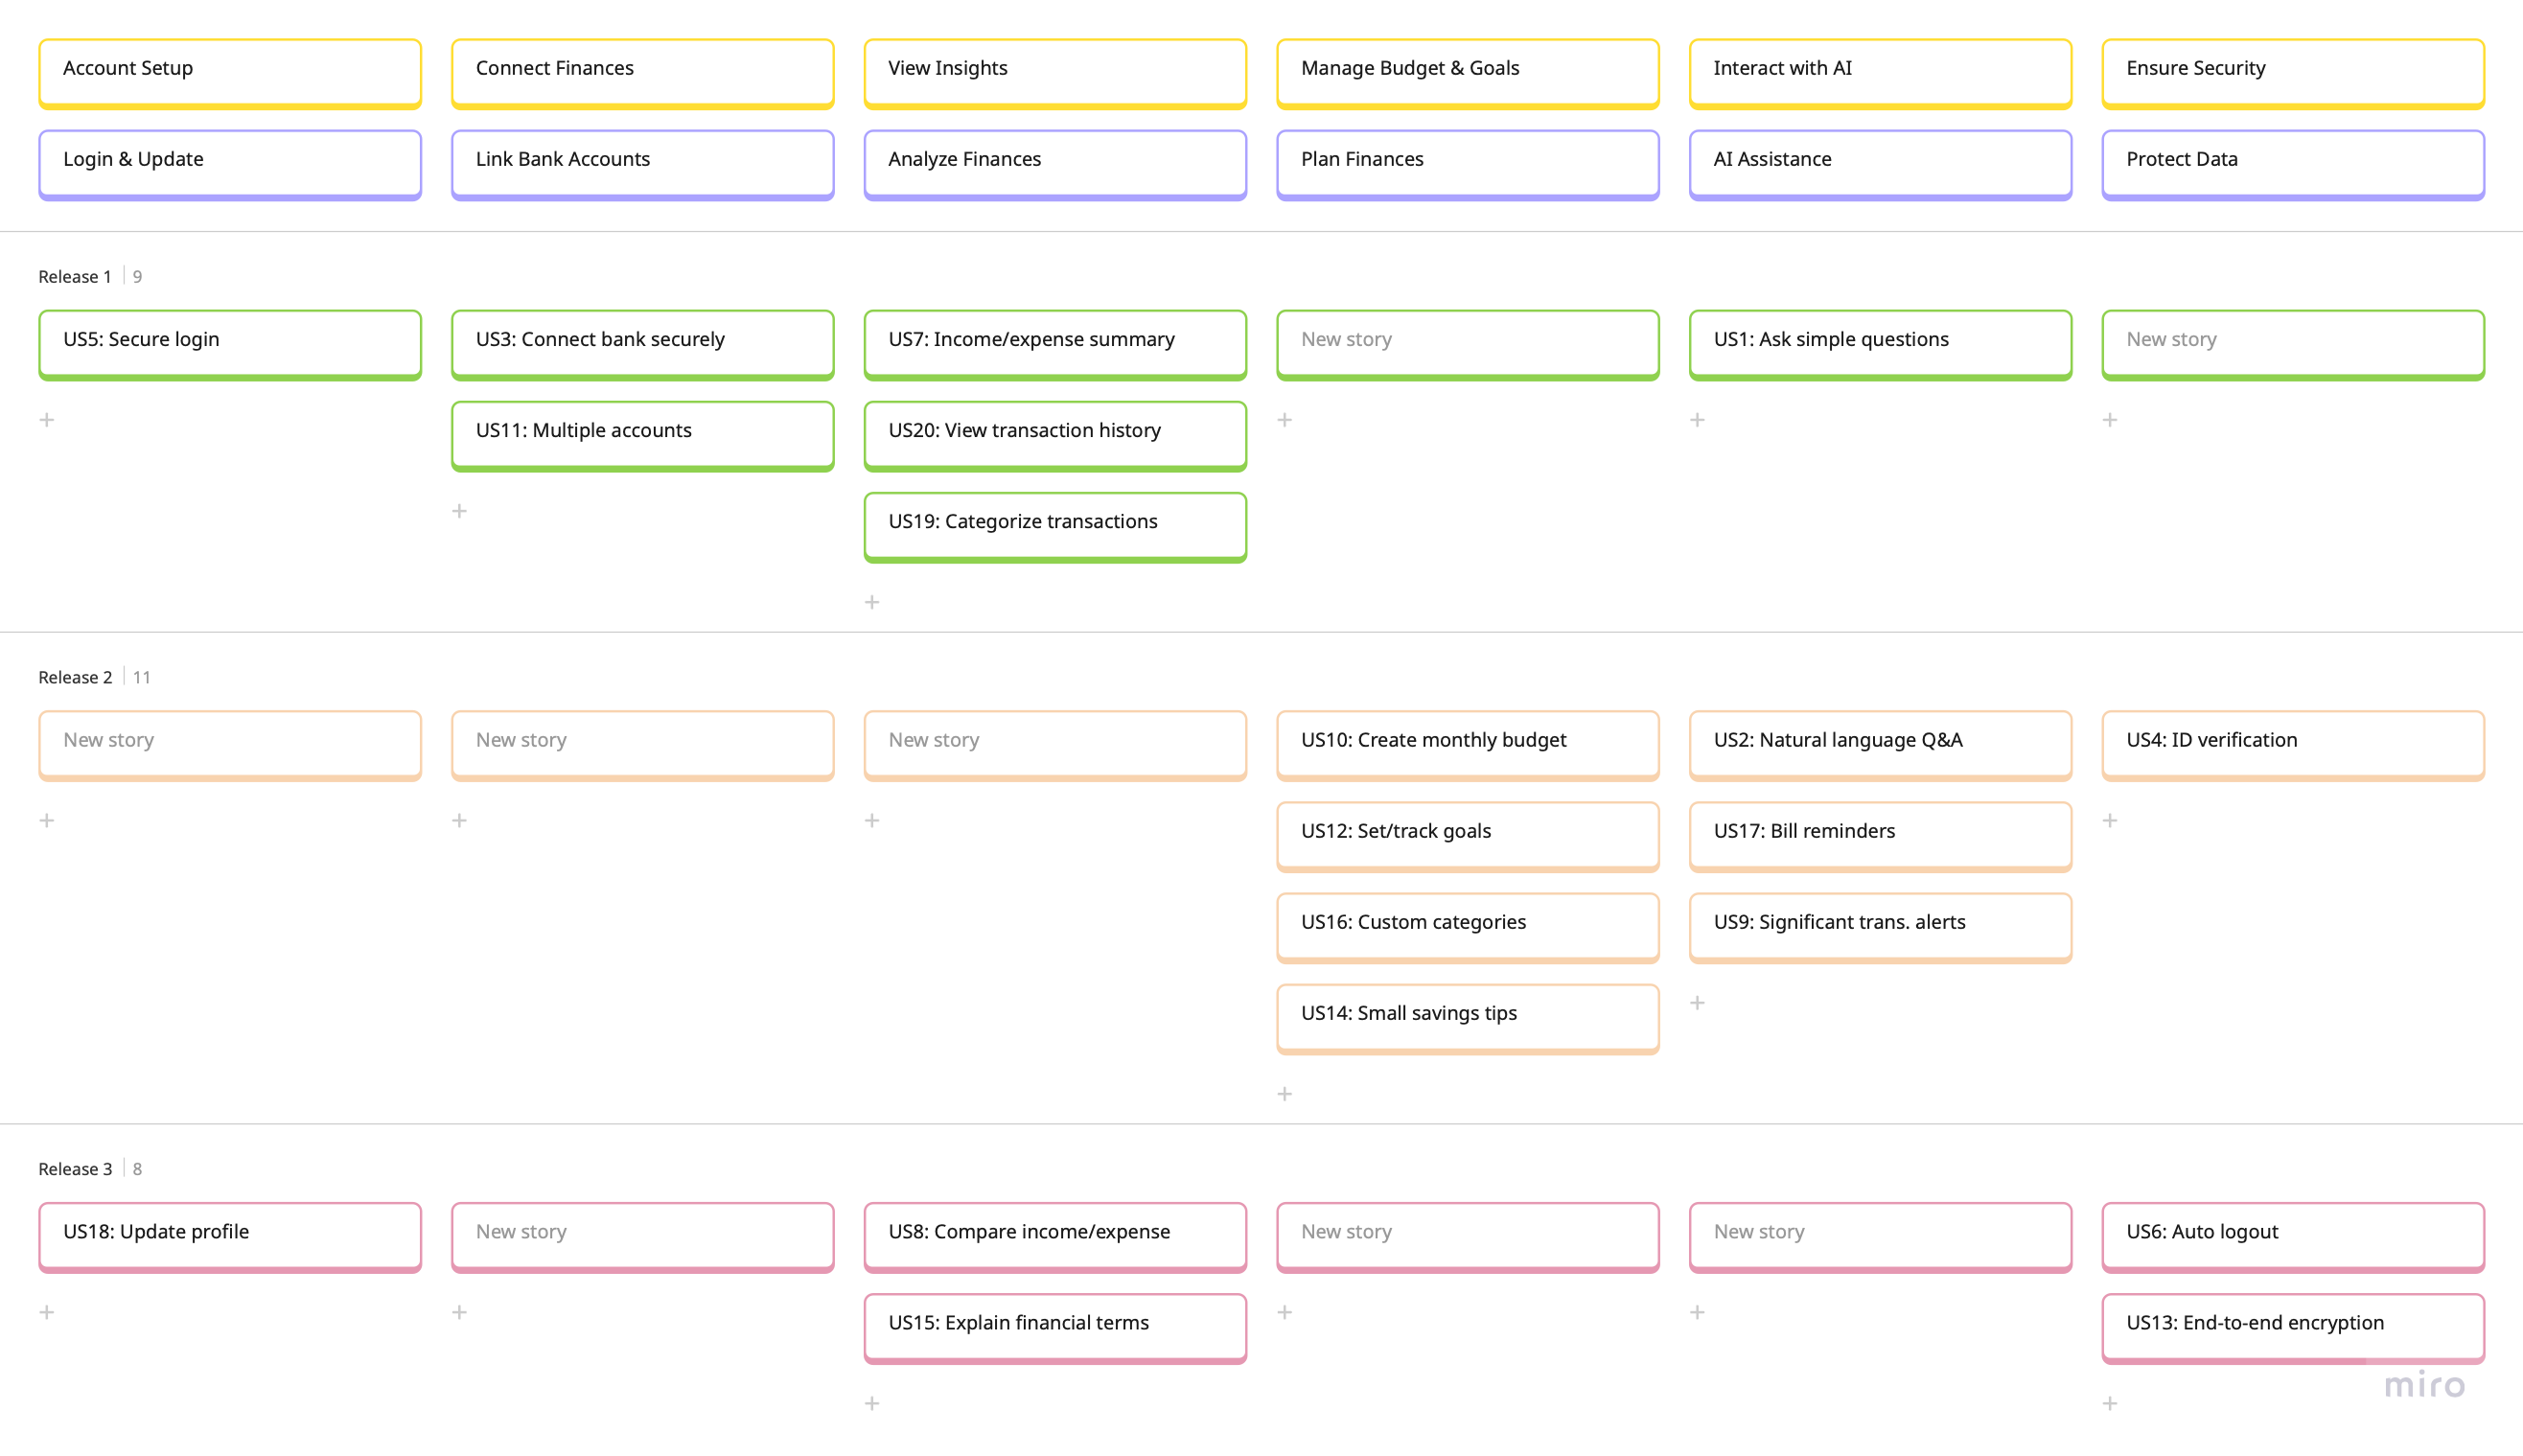 Account Setup
Connect Finances
View Insights
Manage Budget & Goals
Interact with AI
Ensure Security
Login & Update
Link Bank Accounts
Analyze Finances
Plan Finances
AI Assistance
Protect Data
Release 1 | 9
US5: Secure login
US3: Connect bank securely
US7: Income/expense summary
New story
US1: Ask simple questions
New story
US11: Multiple accounts
US20: View transaction history
US19: Categorize transactions
Release 2 | 11
New story
New story
New story
US10: Create monthly budget
US2: Natural language Q&A
US4: ID verification
US12: Set/track goals
US17: Bill reminders
US16: Custom categories
US9: Significant trans. alerts
US14: Small savings tips
Release 3 | 8
US18: Update profile
New story
US8: Compare income/expense
New story
New story
US6: Auto logout
US15: Explain financial terms
US13: End-to-end encryption
miro